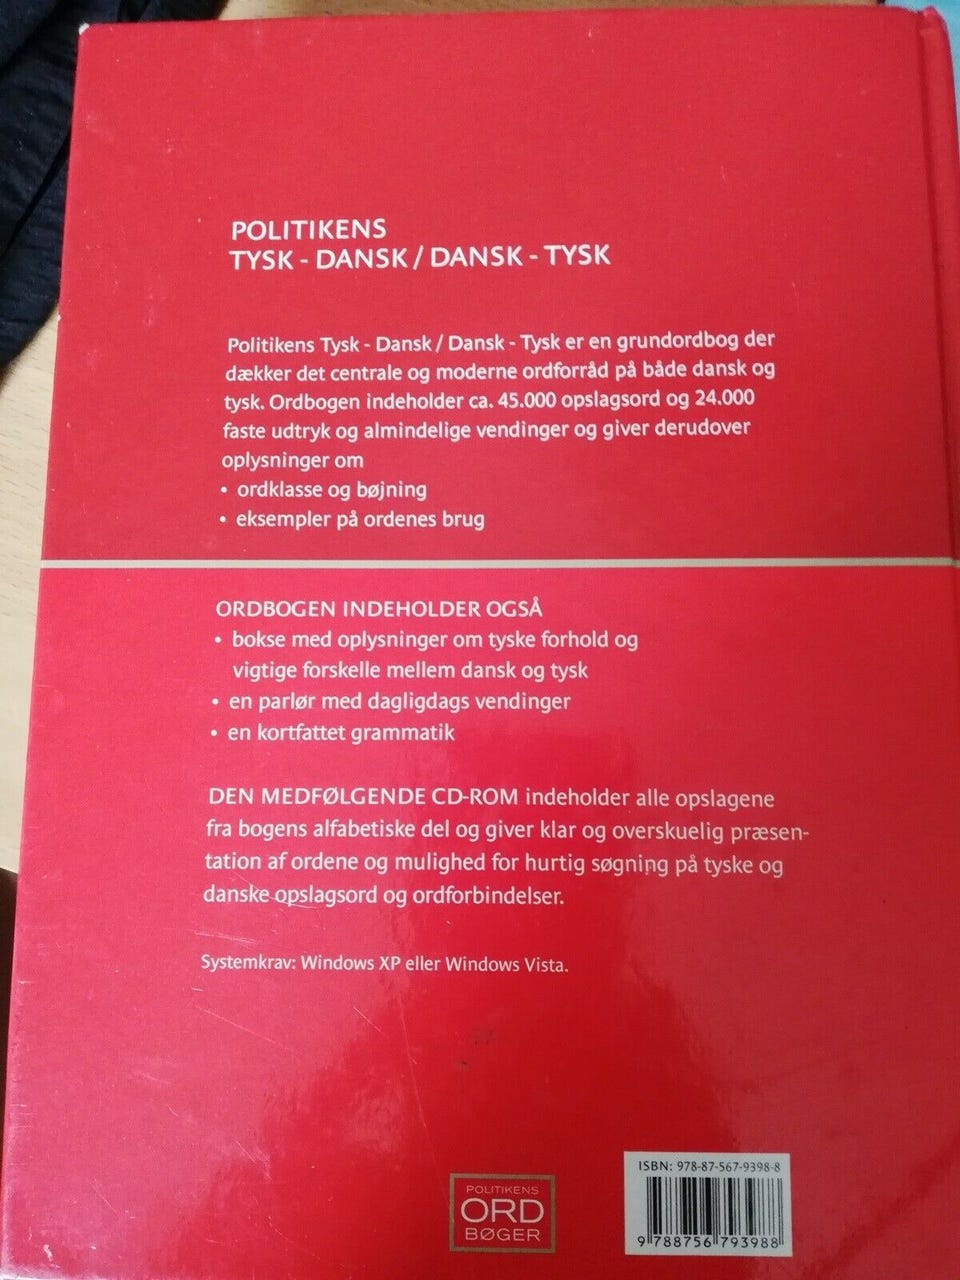 POLITIKENS
TYSK - DANSK / DANSK - TYSK
Politikens Tysk - Dansk / Dansk - Tysk er en grundordbog der
dækker det centrale og moderne ordforråd på både dansk og
tysk. Ordbogen indeholder ca. 45.000 opslagsord og 24.000
faste udtryk og almindelige vendinger og giver derudover
oplysninger om
• ordklasse og bøjning
• eksempler på ordenes brug
ORDBOGEN INDEHOLDER OGSÅ
• bokse med oplysninger om tyske forhold og
vigtige forskelle mellem dansk og tysk
• en parlør med dagligdags vendinger
• en kortfattet grammatik
DEN MEDFØLGENDE CD-ROM indeholder alle opslagene
fra bogens alfabetiske del og giver klar og overskuelig præsen-
tation af ordene og mulighed for hurtig søgning på tyske og
danske opslagsord og ordforbindelser.
Systemkrav: Windows XP eller Windows Vista.
POLITIKENS
ORD
BØGER
ISBN: 978-87-567-9398-8
9 788756 793988